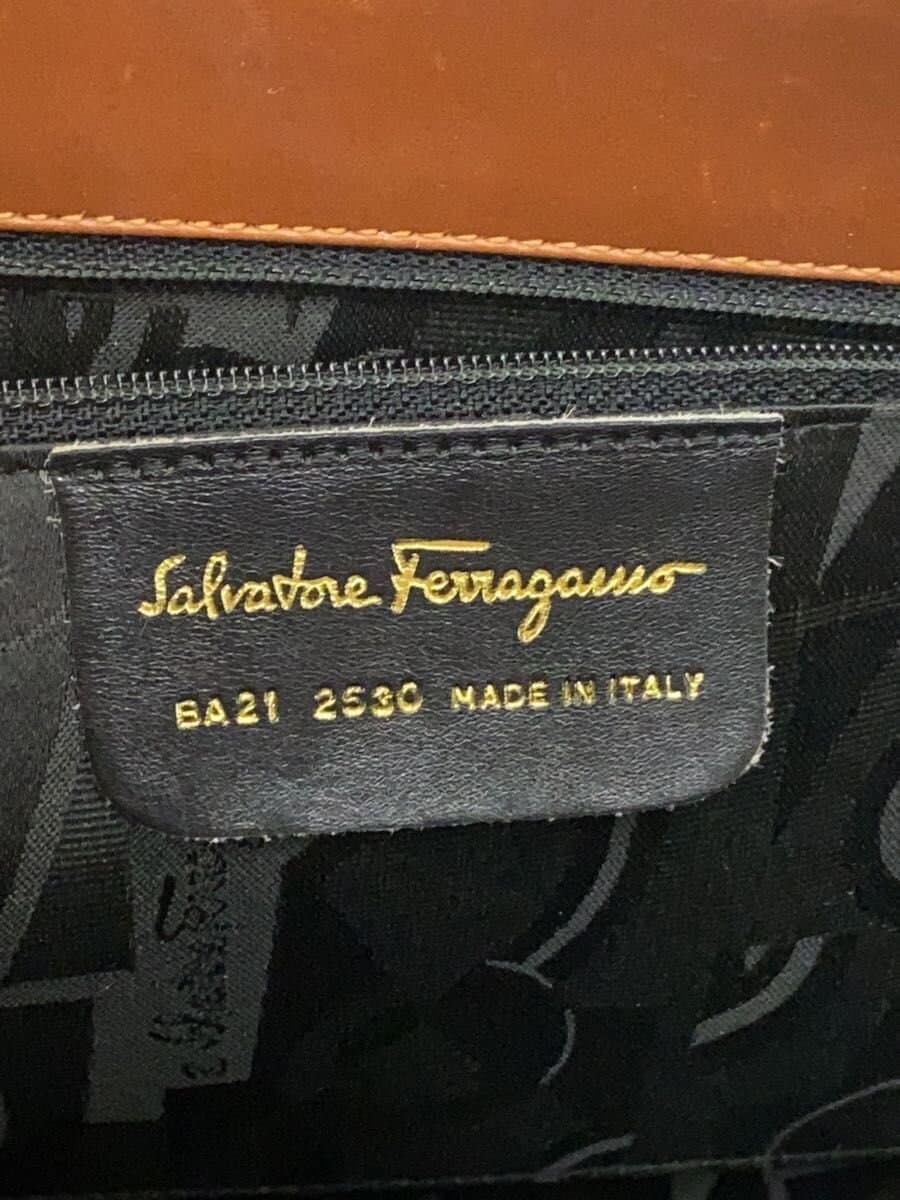 Salvatore Ferragamo
BA21 2530 MADE IN ITALY